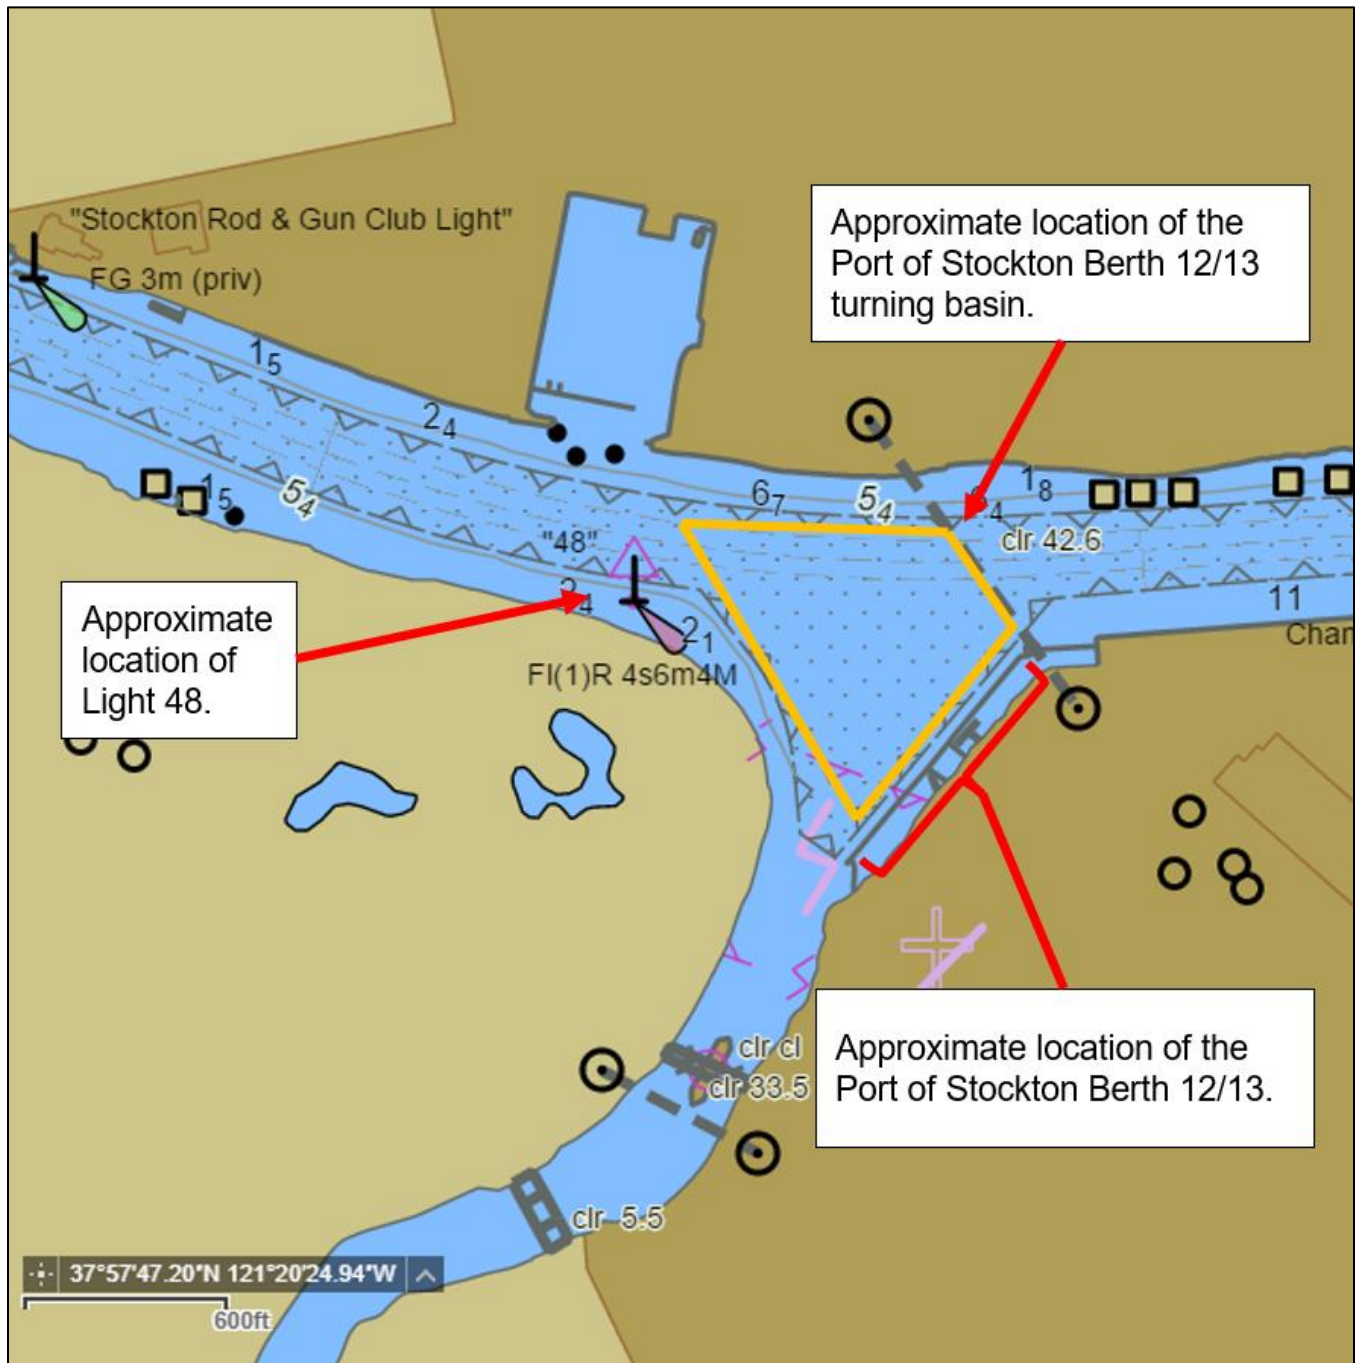 "Stockton Rod & Gun Club Light"
FG 3m (priv)
Approximate location of the
Port of Stockton Berth 12/13
turning basin.
1₅
2₄
1₅
5₄
6₇
5₄
1₈
clr 42.6
"48"
11
Chan
Approximate
location of
Light 48.
2₄
2₁
Fl(1)R 4s6m4M
clr cl
clr 33.5
Approximate location of the
Port of Stockton Berth 12/13.
clr 5.5
37°57'47.20"N 121°20'24.94"W
600ft